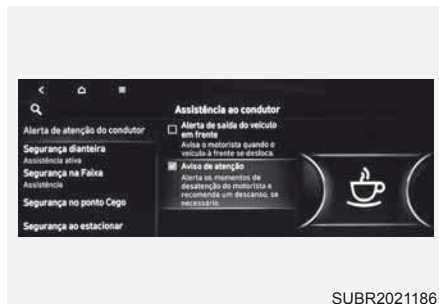 Assistência ao condutor
Alerta de atenção do condutor
Segurança dianteira
Assistência ativa
Segurança na Faixa
Assistência
Segurança no ponto Cego
Segurança ao estacionar
Alerta de saída do veículo
em frente
Avisa o motorista quando o
veículo à frente se desloca.
Aviso de atenção
Alerta os momentos de
desatenção do motorista e
recomenda um descanso, se
necessário.
SUBR2021186